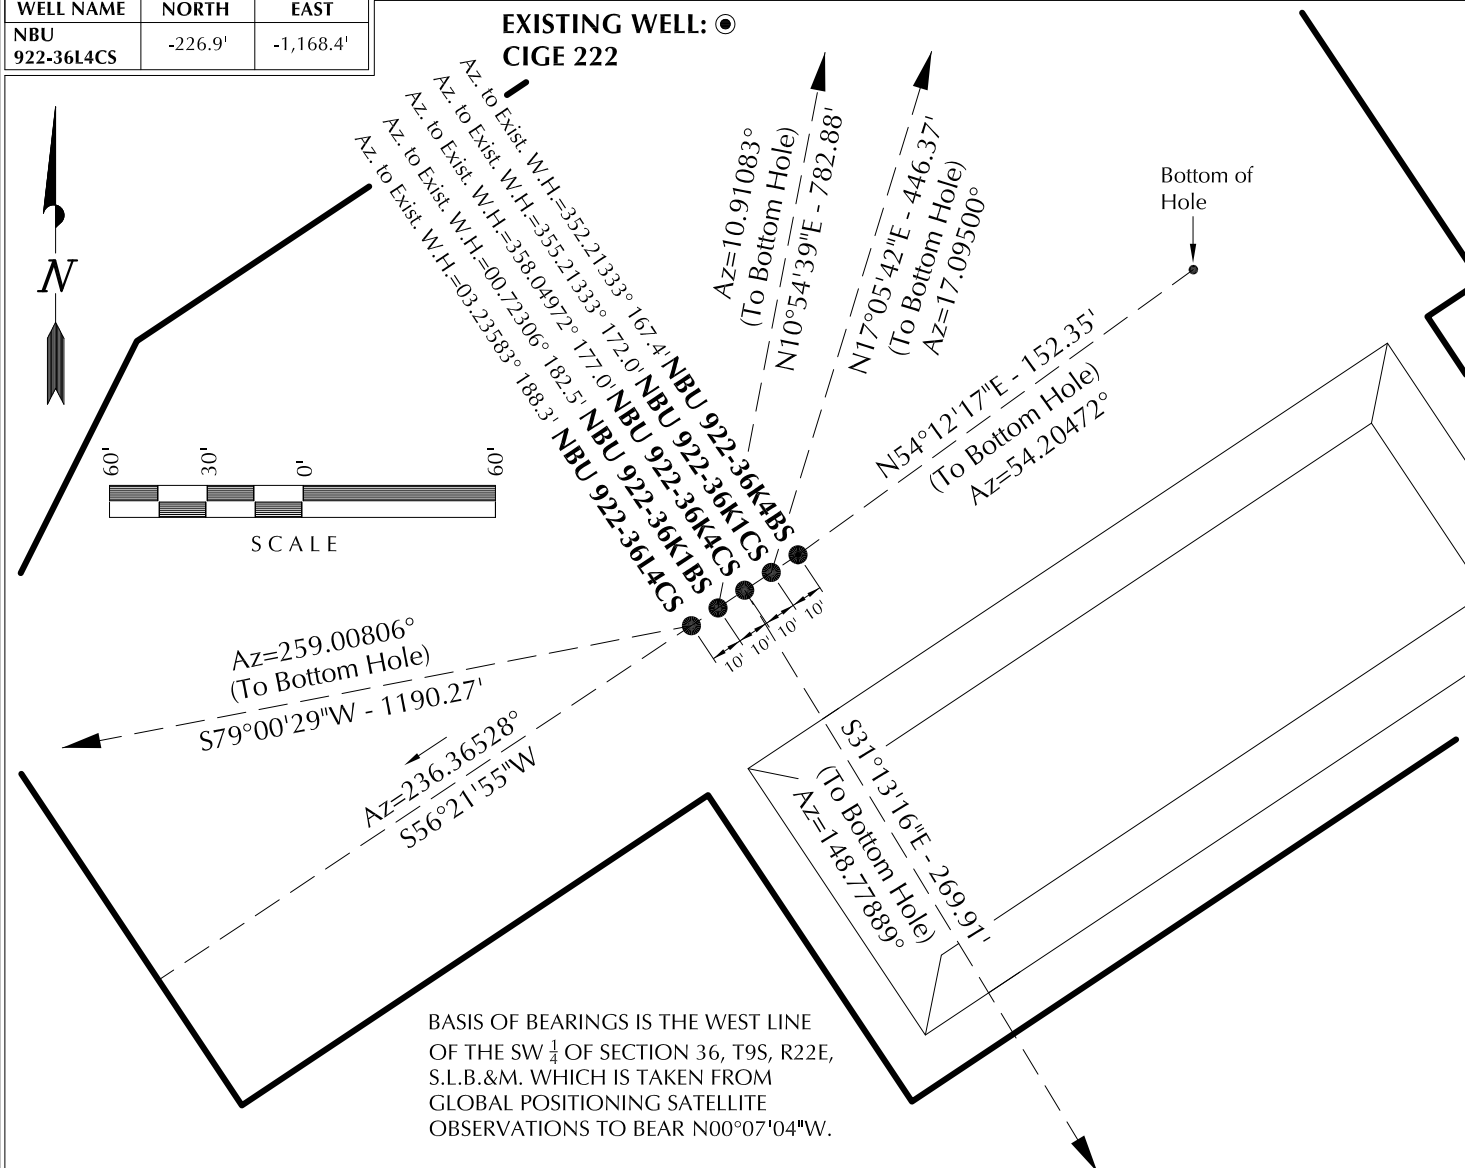 WELL NAME NORTH EAST
NBU 922-36L4CS -226.9' -1,168.4'
EXISTING WELL:
CIGE 222
Az. to Exist. W.H.=352.21333° 167.4' NBU 922-36K4BS
Az. to Exist. W.H.=355.21333° 172.0' NBU 922-36K1CS
Az. to Exist. W.H.=358.04972° 177.0' NBU 922-36K4CS
Az. to Exist. W.H.=00.72306° 182.5' NBU 922-36K1BS
Az. to Exist. W.H.=03.23583° 188.3' NBU 922-36L4CS
N
60' 30' 0' 60'
SCALE
Az=10.91083°
(To Bottom Hole)
N10°54'39"E - 782.88'
N17°05'42"E - 446.37'
(To Bottom Hole)
Az=17.09500°
Bottom of
Hole
N54°12'17"E - 152.35'
(To Bottom Hole)
Az=54.20472°
10' 10' 10' 10'
Az=259.00806°
(To Bottom Hole)
S79°00'29"W - 1190.27'
Az=236.36528°
S56°21'55"W
S31°13'16"E - 269.91'
(To Bottom Hole)
Az=148.77889°
BASIS OF BEARINGS IS THE WEST LINE
OF THE SW 1/4 OF SECTION 36, T9S, R22E,
S.L.B.&M. WHICH IS TAKEN FROM
GLOBAL POSITIONING SATELLITE
OBSERVATIONS TO BEAR N00°07'04"W.